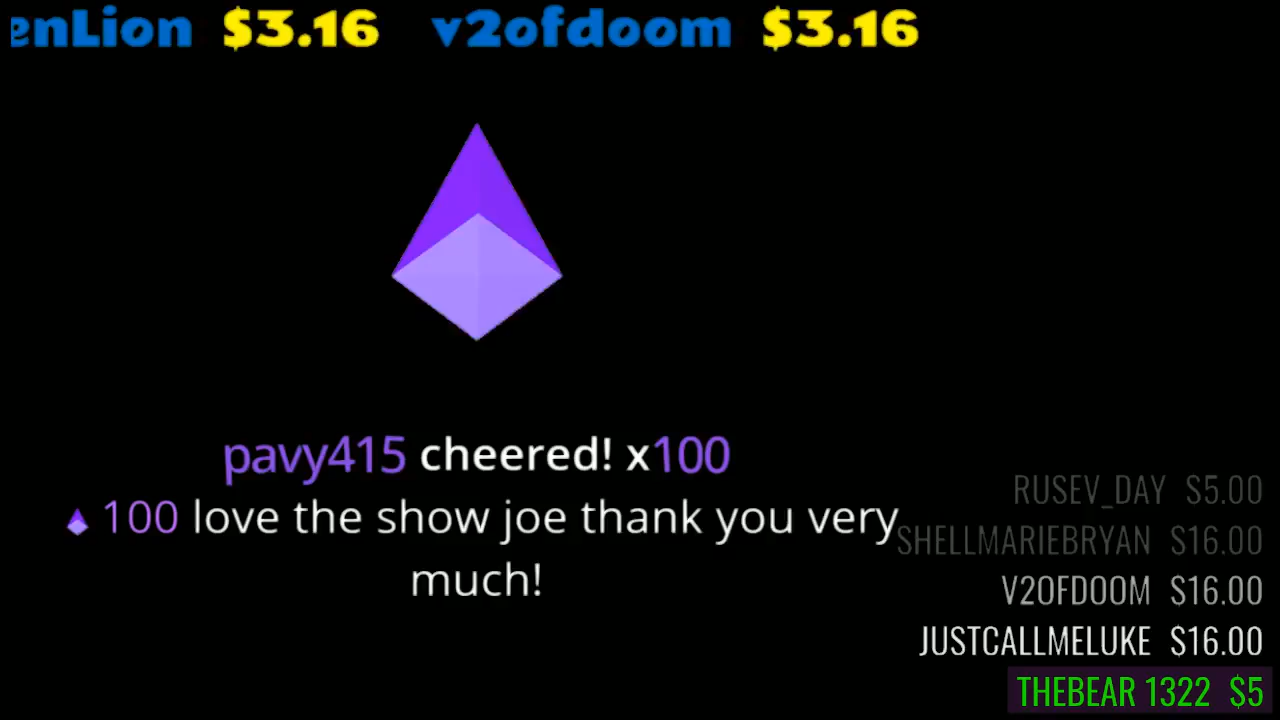 enLion $3.16 v2ofdoom $3.16
pavy415 cheered! x100
100 love the show joe thank you very
much!
RUSEV_DAY $5.00
SHELLMARIEBRYAN $16.00
V2OFDOOM $16.00
JUSTCALLMELUKE $16.00
THEBEAR 1322 $5